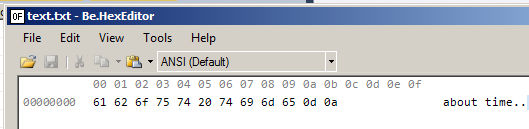 text.txt - Be.HexEditor
File Edit View Tools Help
ANSI (Default)
00 01 02 03 04 05 06 07 08 09 0a 0b 0c 0d 0e 0f
00000000 61 62 6f 75 74 20 74 69 6d 65 0d 0a about time..